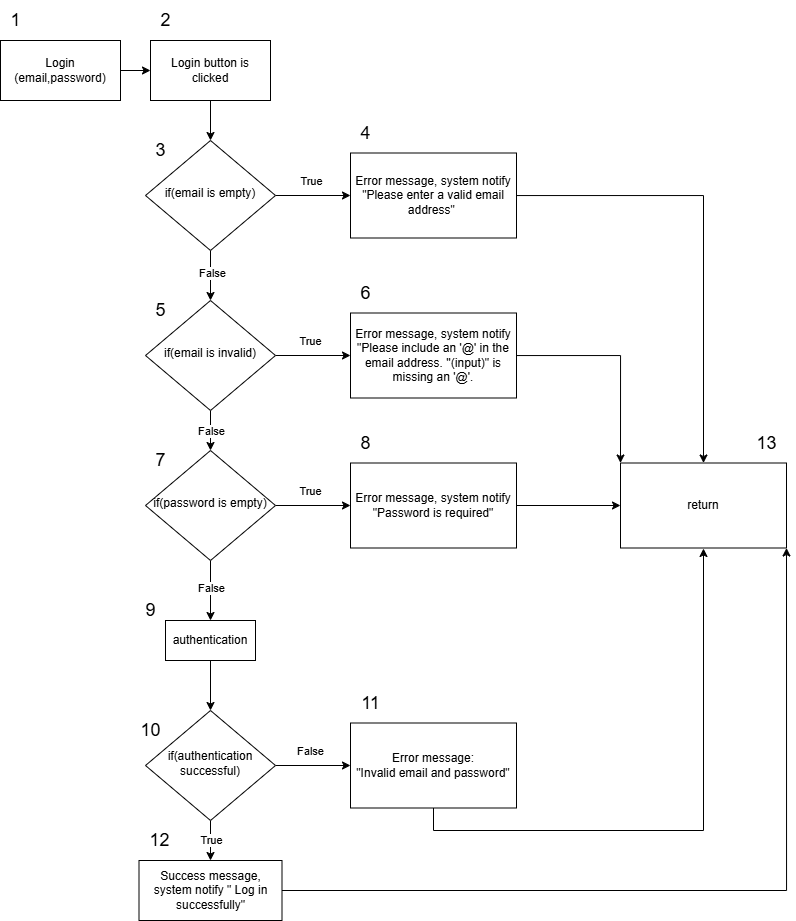 1
2
Login
(email,password)
Login button is
clicked
3
if(email is empty)
True
4
Error message, system notify
"Please enter a valid email
address"
False
5
if(email is invalid)
True
6
Error message, system notify
"Please include an '@' in the
email address. "(input)" is
missing an '@'.
False
7
if(password is empty)
True
8
Error message, system notify
"Password is required"
13
return
False
9
authentication
10
if(authentication
successful)
False
11
Error message:
"Invalid email and password"
True
12
Success message,
system notify " Log in
successfully"